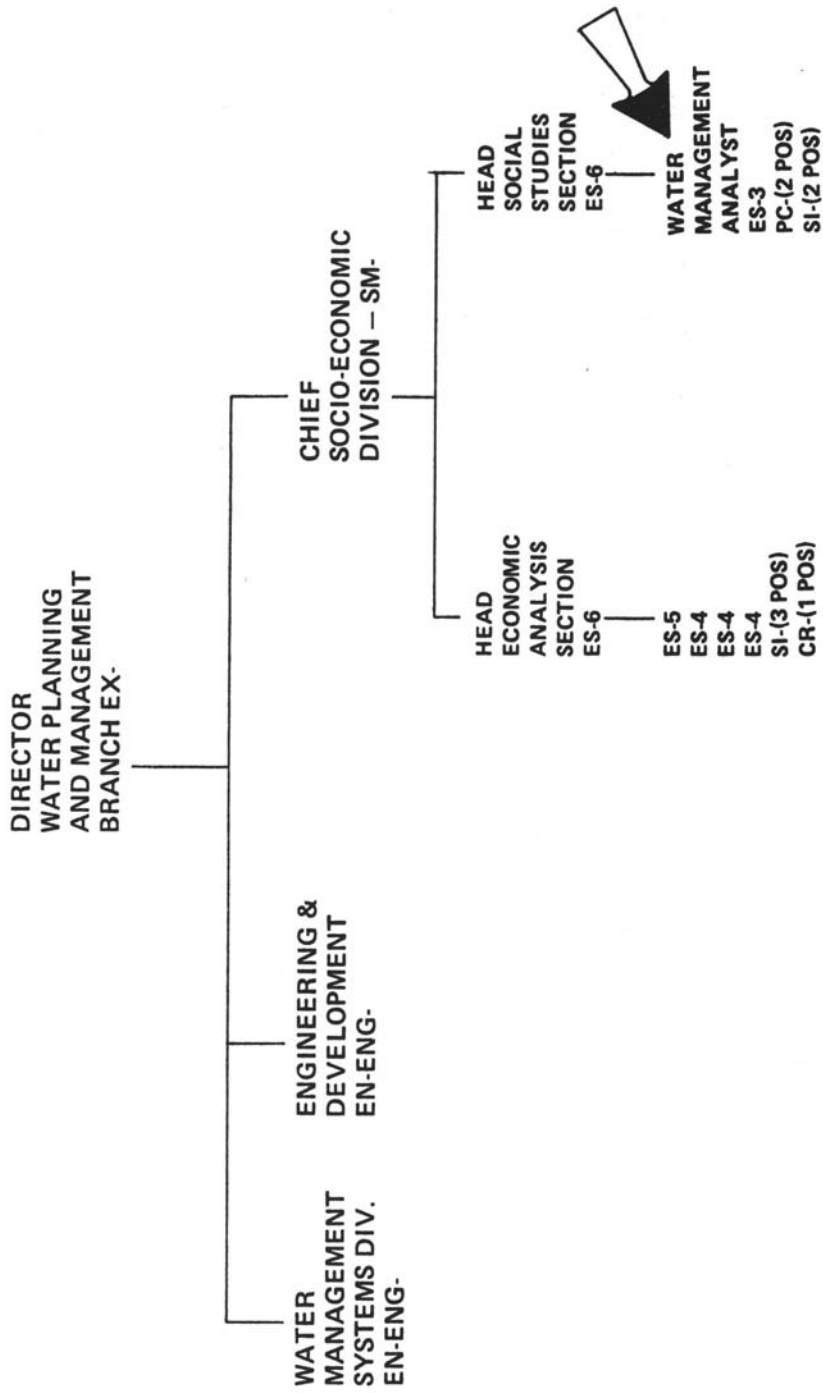 DIRECTOR
WATER PLANNING
AND MANAGEMENT
BRANCH EX-
WATER
MANAGEMENT
SYSTEMS DIV.
EN-ENG-
ENGINEERING &
DEVELOPMENT
EN-ENG-
CHIEF
SOCIO-ECONOMIC
DIVISION — SM-
HEAD
ECONOMIC
ANALYSIS
SECTION
ES-6
ES-5
ES-4
ES-4
ES-4
SI-(3 POS)
CR-(1 POS)
HEAD
SOCIAL
STUDIES
SECTION
ES-6
WATER
MANAGEMENT
ANALYST
ES-3
PC-(2 POS)
SI-(2 POS)